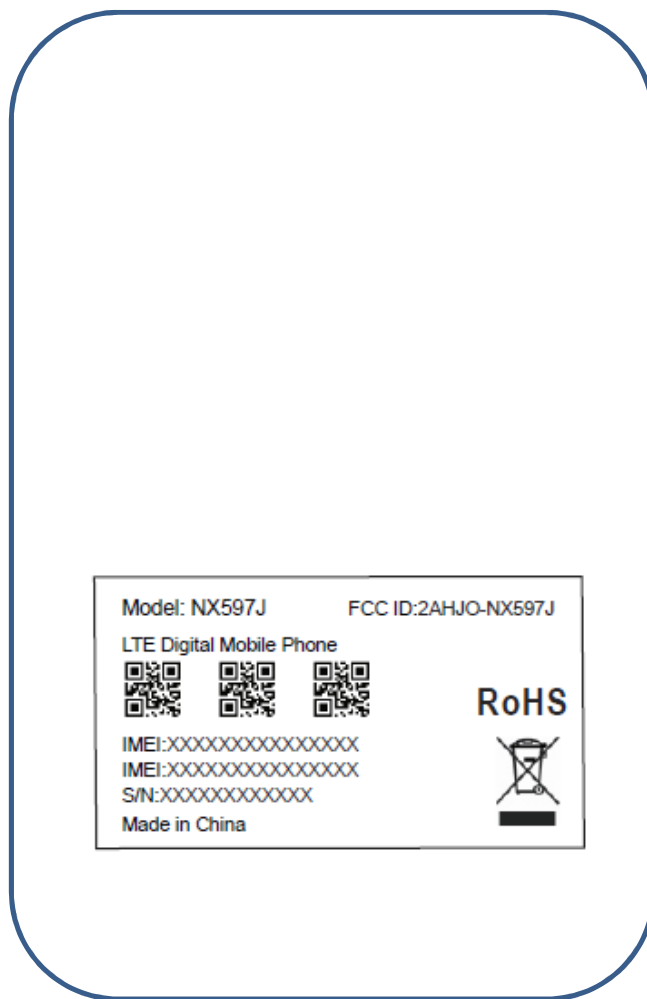 Model: NX597J
FCC ID:2AHJO-NX597J
LTE Digital Mobile Phone
RoHS
IMEI:XXXXXXXXXXXXXXX
IMEI:XXXXXXXXXXXXXXX
S/N:XXXXXXXXXXXX
Made in China